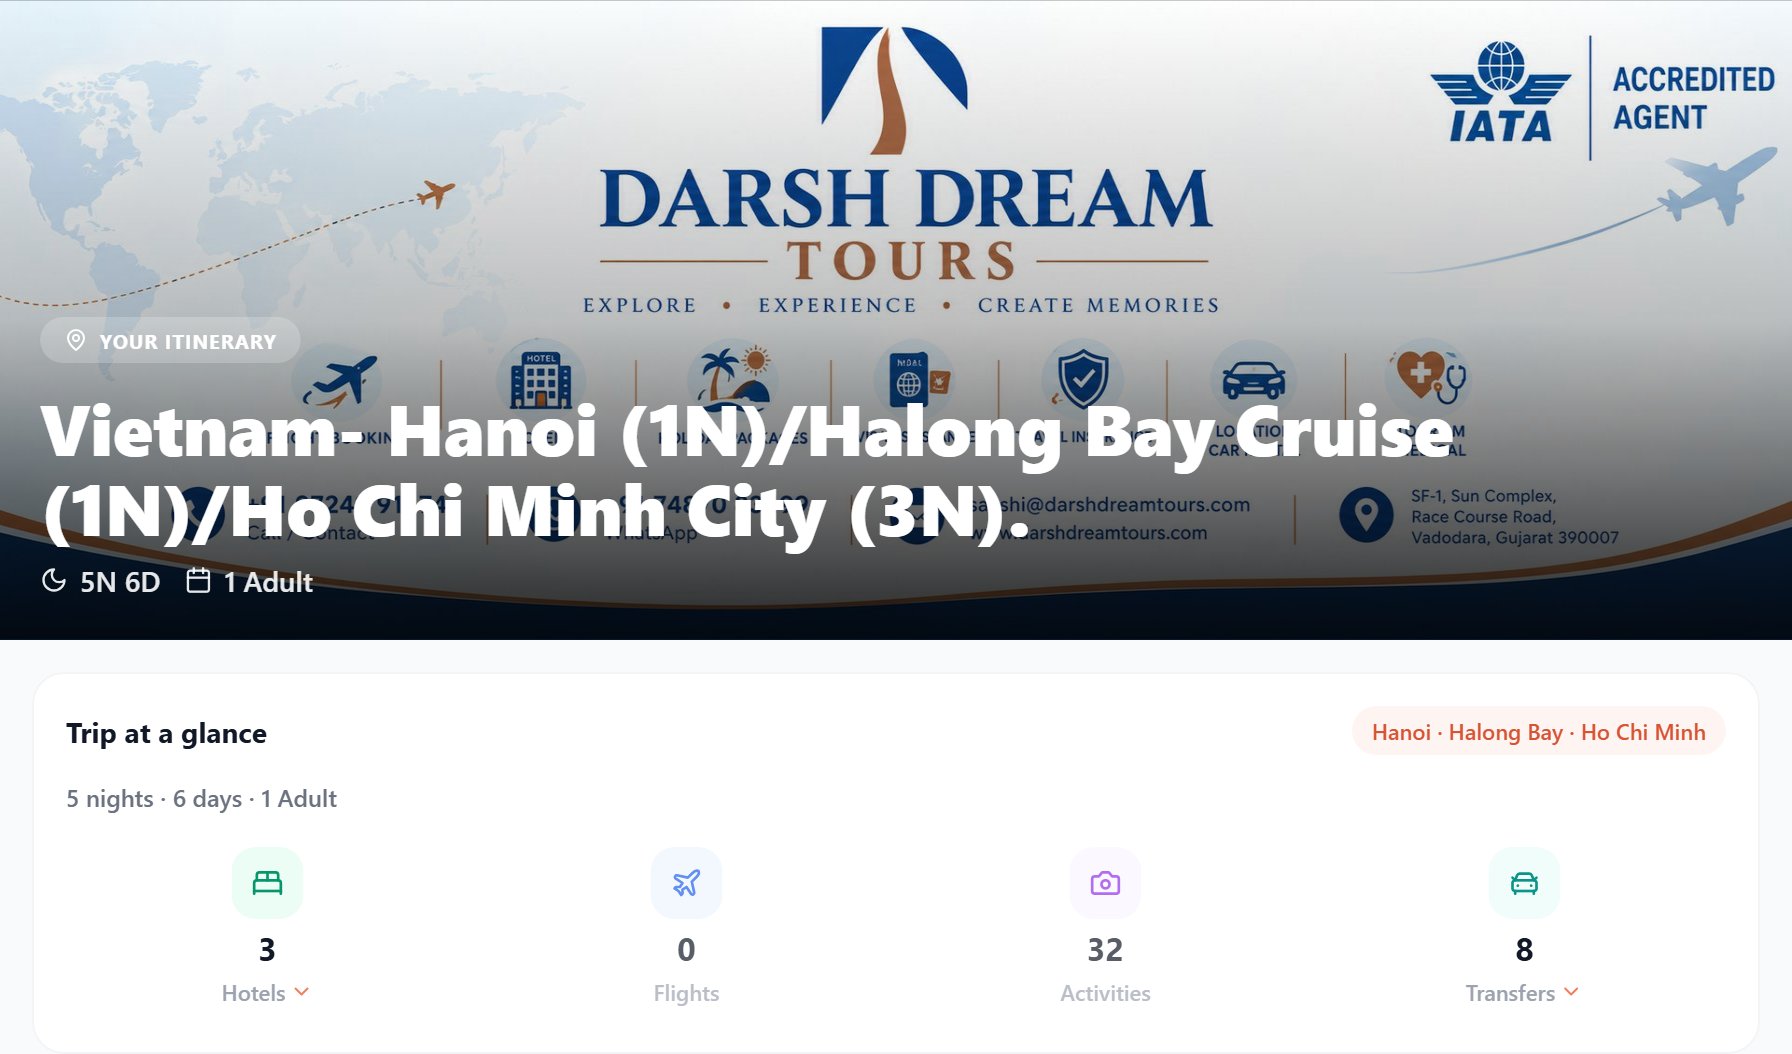 IATA
ACCREDITED
AGENT
DARSH DREAM
TOURS
EXPLORE • EXPERIENCE • CREATE MEMORIES
YOUR ITINERARY
HOTEL
Vietnam- Hanoi (1N)/Halong Bay Cruise
(1N)/Ho Chi Minh City (3N).
SF-1, Sun Complex,
Race Course Road,
Vadodara, Gujarat 390007
5N 6D 1 Adult
Trip at a glance
Hanoi · Halong Bay · Ho Chi Minh
5 nights · 6 days · 1 Adult
3 0 32 8
Hotels Flights Activities Transfers